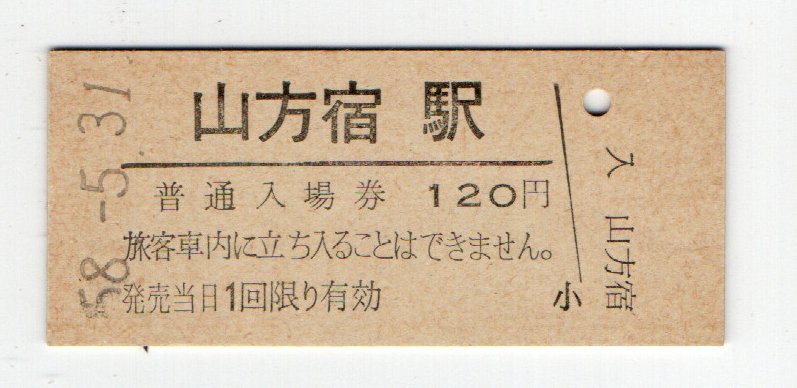 58.-5.31
山方宿 駅
普通入場券 120円
旅客車内に立ち入ることはできません。
発売当日1回限り有効
小
入 山方宿